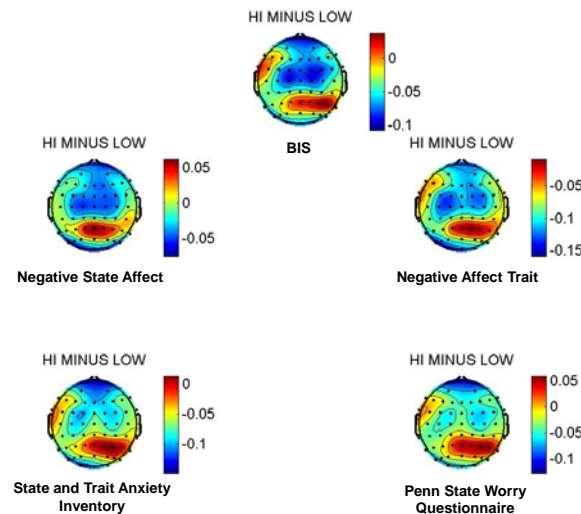 HI MINUS LOW
0
-0.05
-0.1
BIS
HI MINUS LOW
0.05
0
-0.05
Negative State Affect
HI MINUS LOW
-0.05
-0.1
-0.15
Negative Affect Trait
HI MINUS LOW
0
-0.05
-0.1
State and Trait Anxiety
Inventory
HI MINUS LOW
0.05
0
-0.05
-0.1
Penn State Worry
Questionnaire